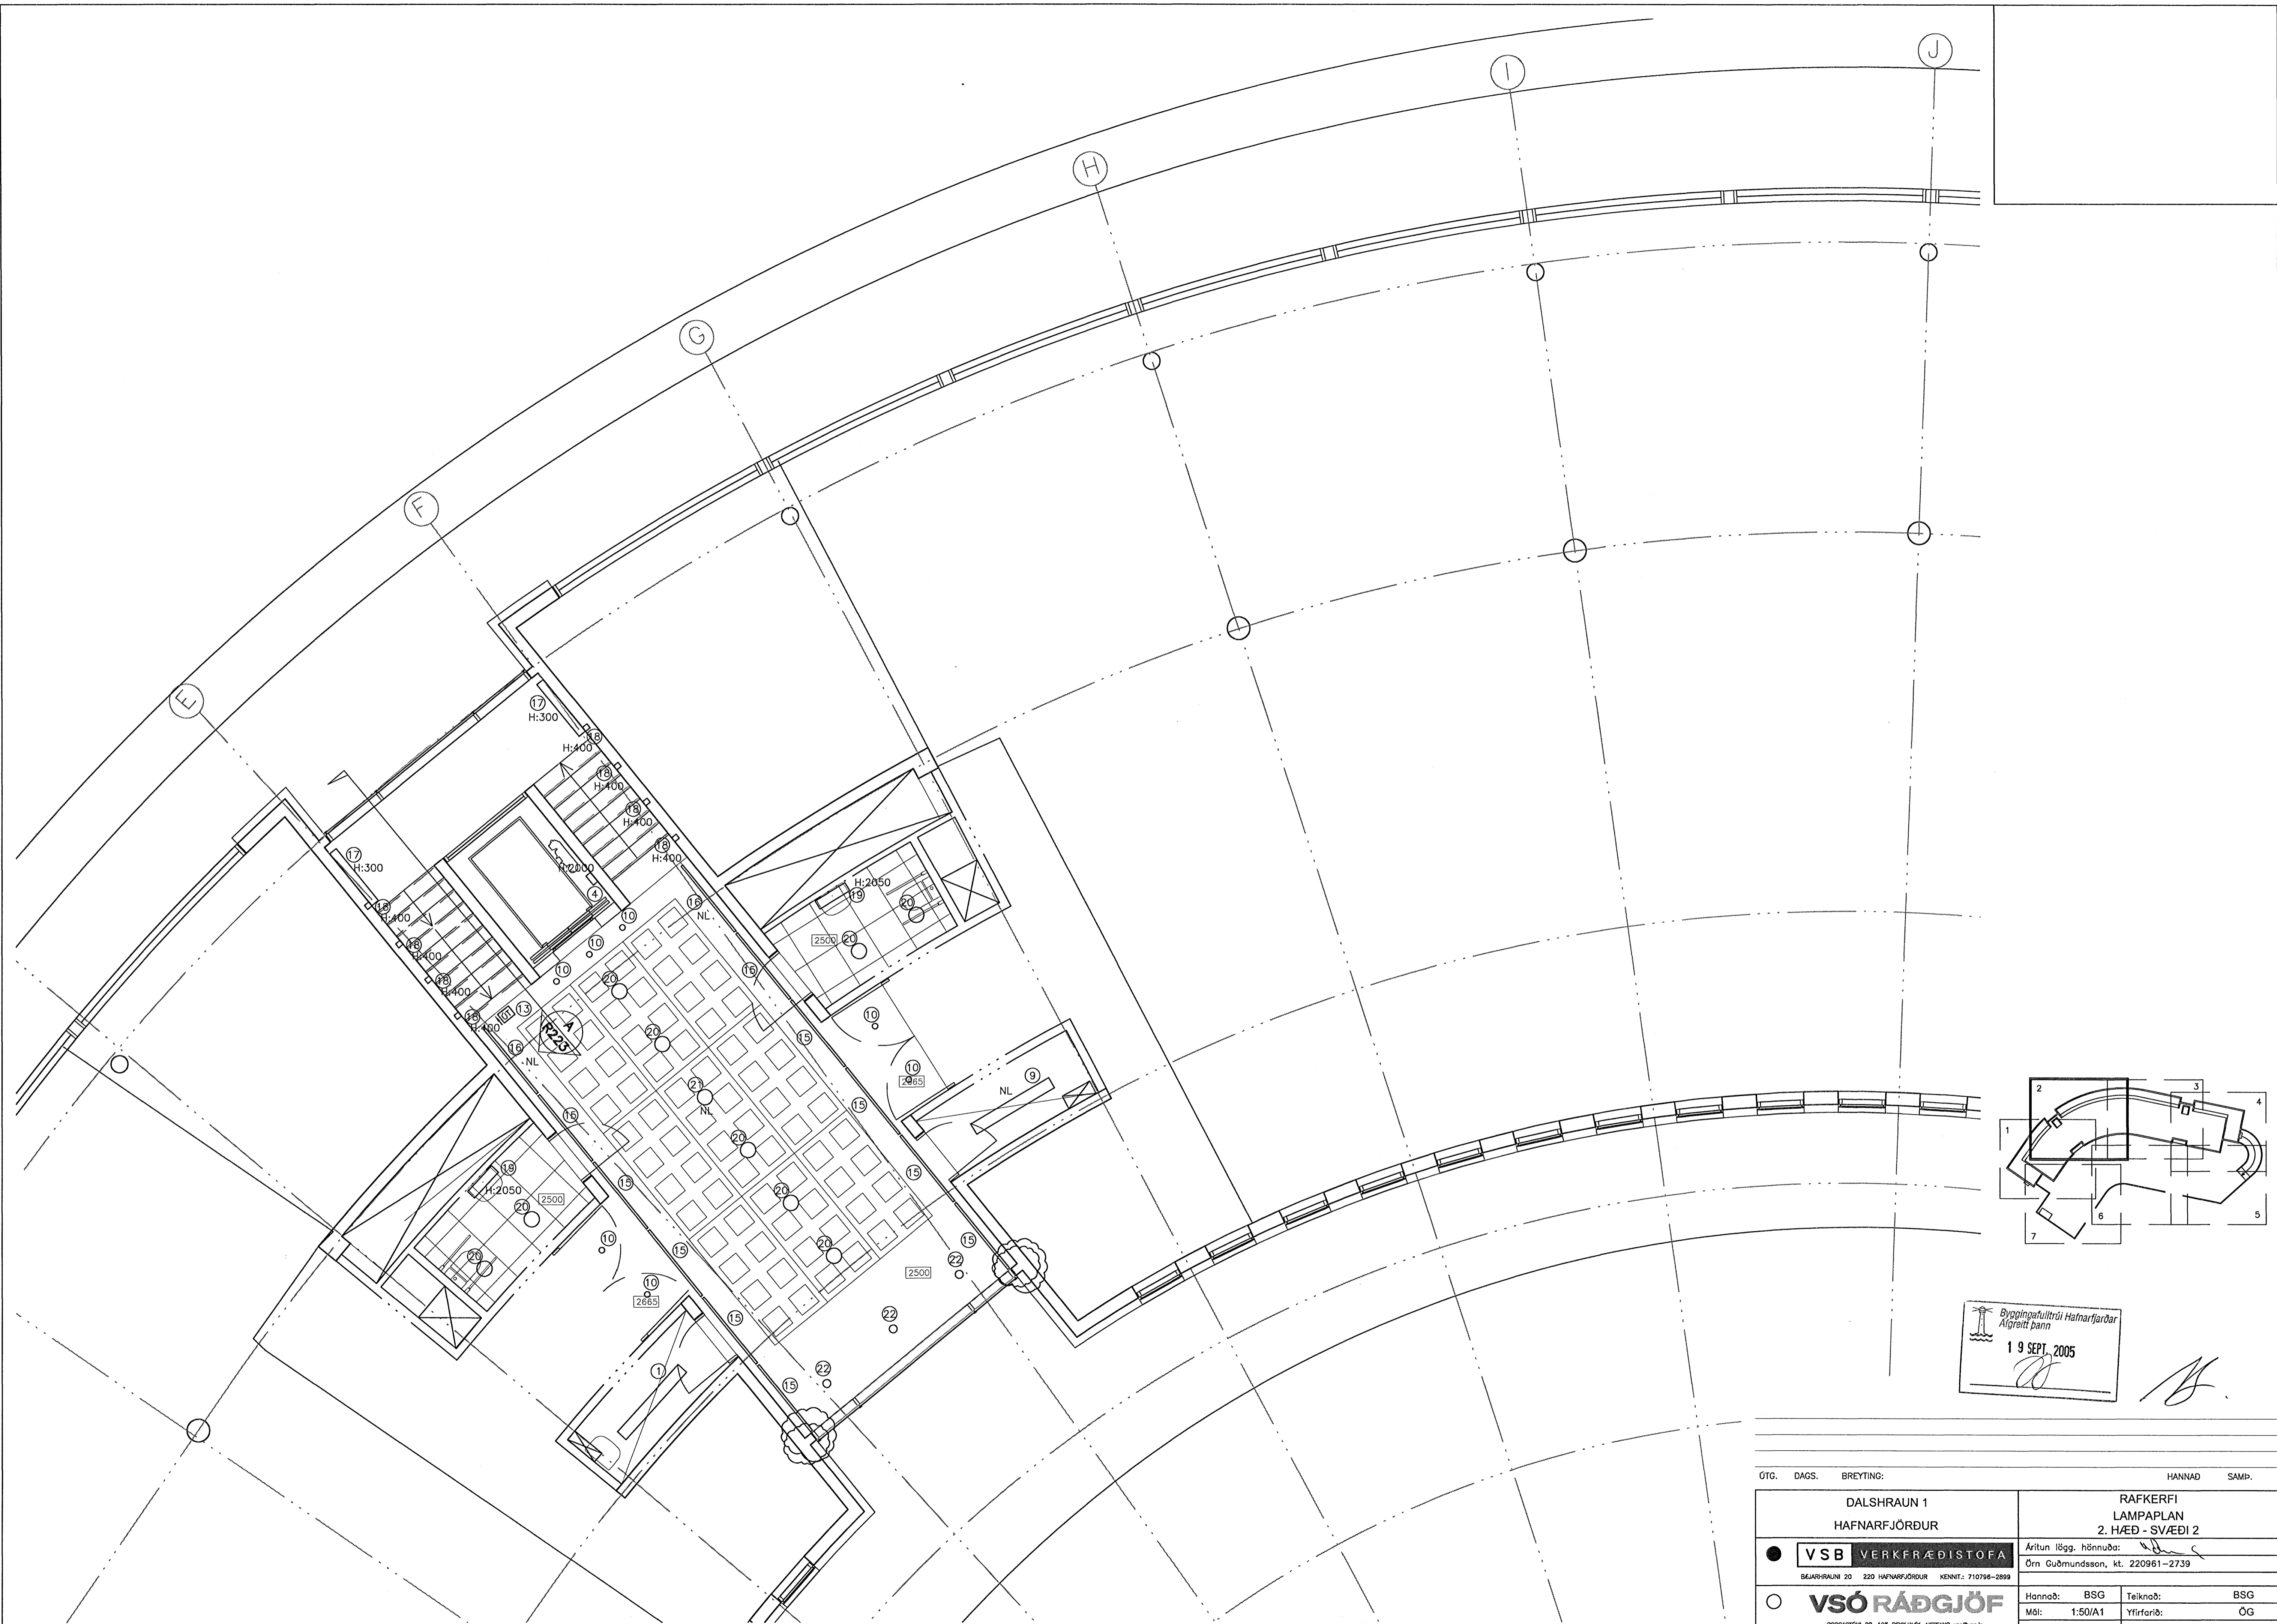 J
I
H
G
F
E
17
H:300
18
H:400
18
H:400
18
H:400
18
H:400
17
H:300
H:2000
4
10
16
NL
H:2050
19
20
18
H:400
18
H:400
18
H:400
18
H:400
10
10
2500
20
15
20
13
A
R223
10
16
NL
20
15
10
2665
9
NL
21
NL
15
15
20
15
19
H:2050
2500
20
15
20
15
20
10
15
20
15
22
2500
10
2665
22
15
1
22
15
2
3
4
1
5
6
7
Byggingafulltrúi Hafnarfjarðar
Afgreitt þann
19 SEPT. 2005
ÚTG. DAGS. BREYTING: HANNAÐ SAMÞ.
DALSHRAUN 1
HAFNARFJÖRÐUR
RAFKERFI
LAMPAPLAN
2. HÆÐ - SVÆÐI 2
VSB VERKFRÆÐISTOFA
BÆJARHRAUNI 20 220 HAFNARFJÖRÐUR KENNIT.: 710796-2899
Áritun lögg. hönnuða:
Örn Guðmundsson, kt. 220961-2739
VSÓ RÁÐGJÖF
Hannað: BSG Teiknað: BSG
Mál: 1:50/A1 Yfirfarið: ÖG